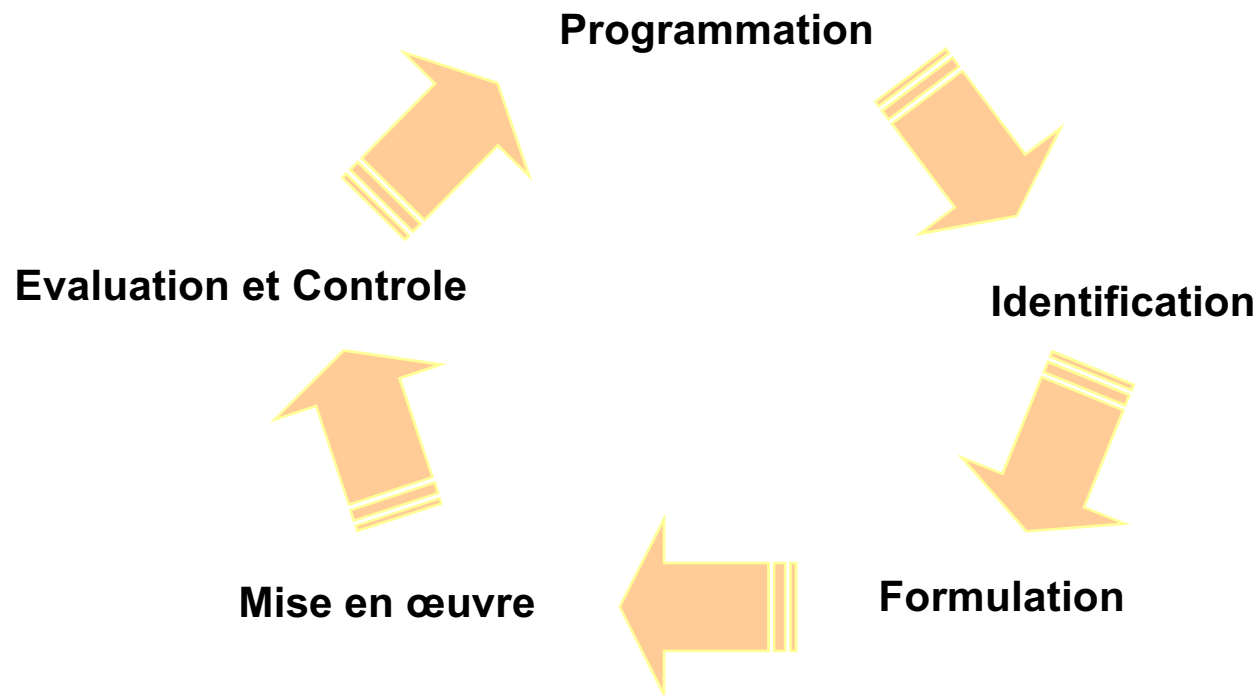 Programmation
Evaluation et Controle
Identification
Mise en œuvre
Formulation